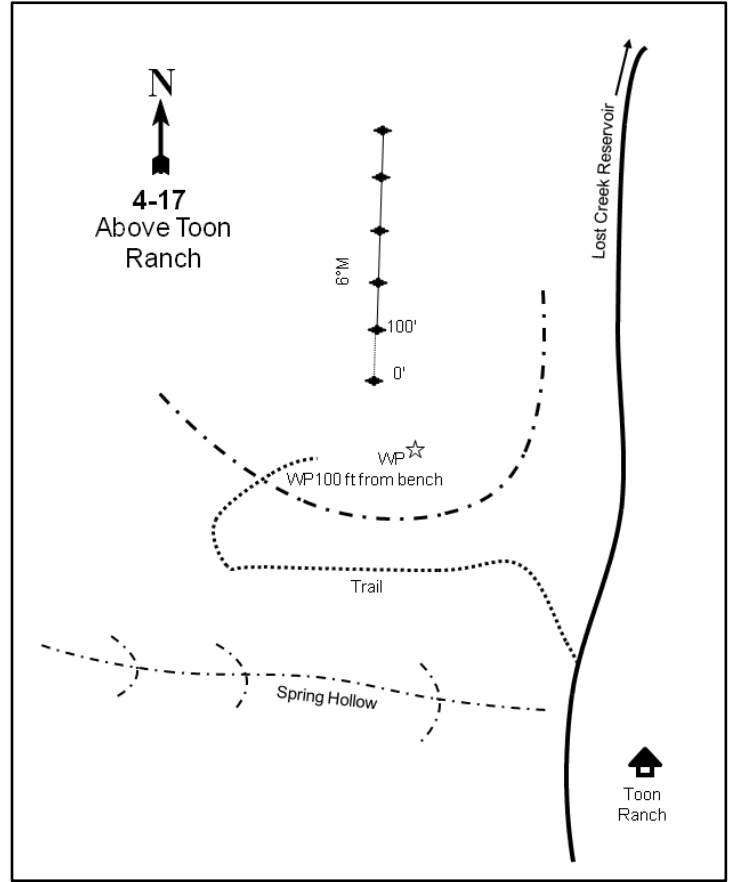 N
4-17
Above Toon
Ranch
Lost Creek Reservoir
6°M
100'
0'
WP
WP100 ft from bench
Trail
Spring Hollow
Toon
Ranch